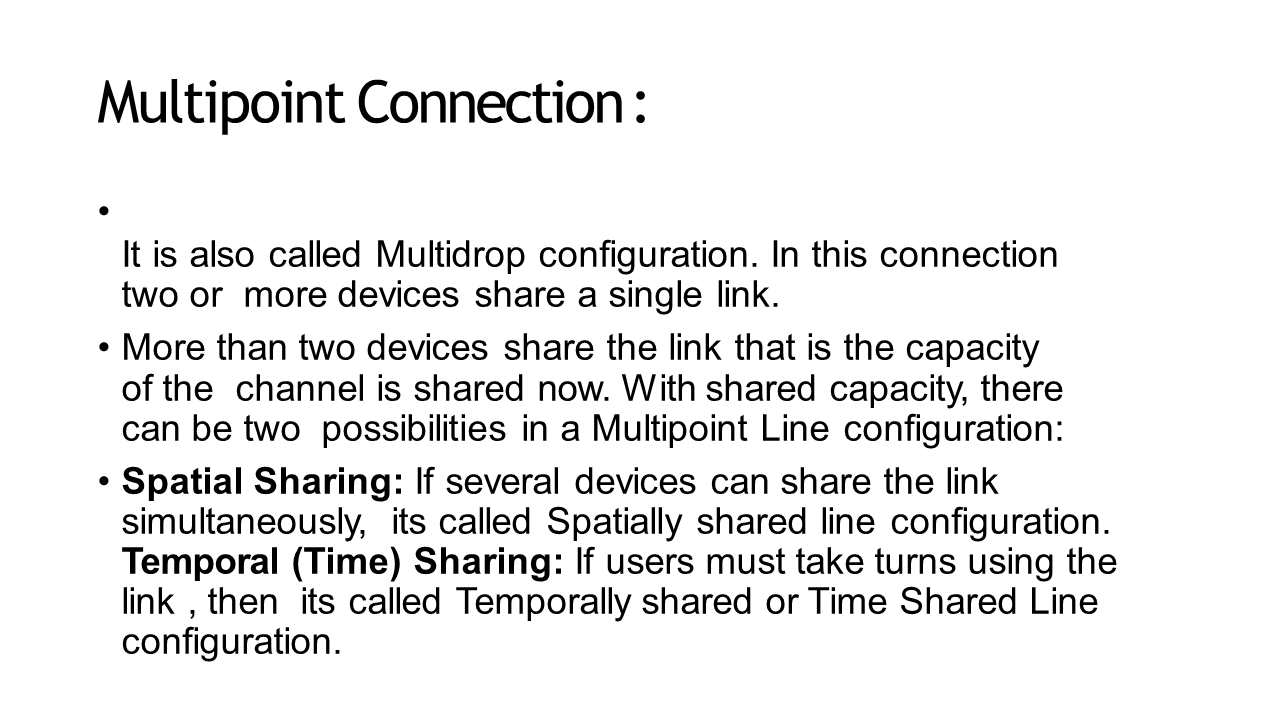 Multipoint Connection :
•
It is also called Multidrop configuration. In this connection
two or  more devices share a single link.
• More than two devices share the link that is the capacity
of the  channel is shared now. With shared capacity, there
can be two  possibilities in a Multipoint Line configuration:
• Spatial Sharing: If several devices can share the link
simultaneously,  its called Spatially shared line configuration.
Temporal (Time) Sharing: If users must take turns using the
link , then  its called Temporally shared or Time Shared Line
configuration.